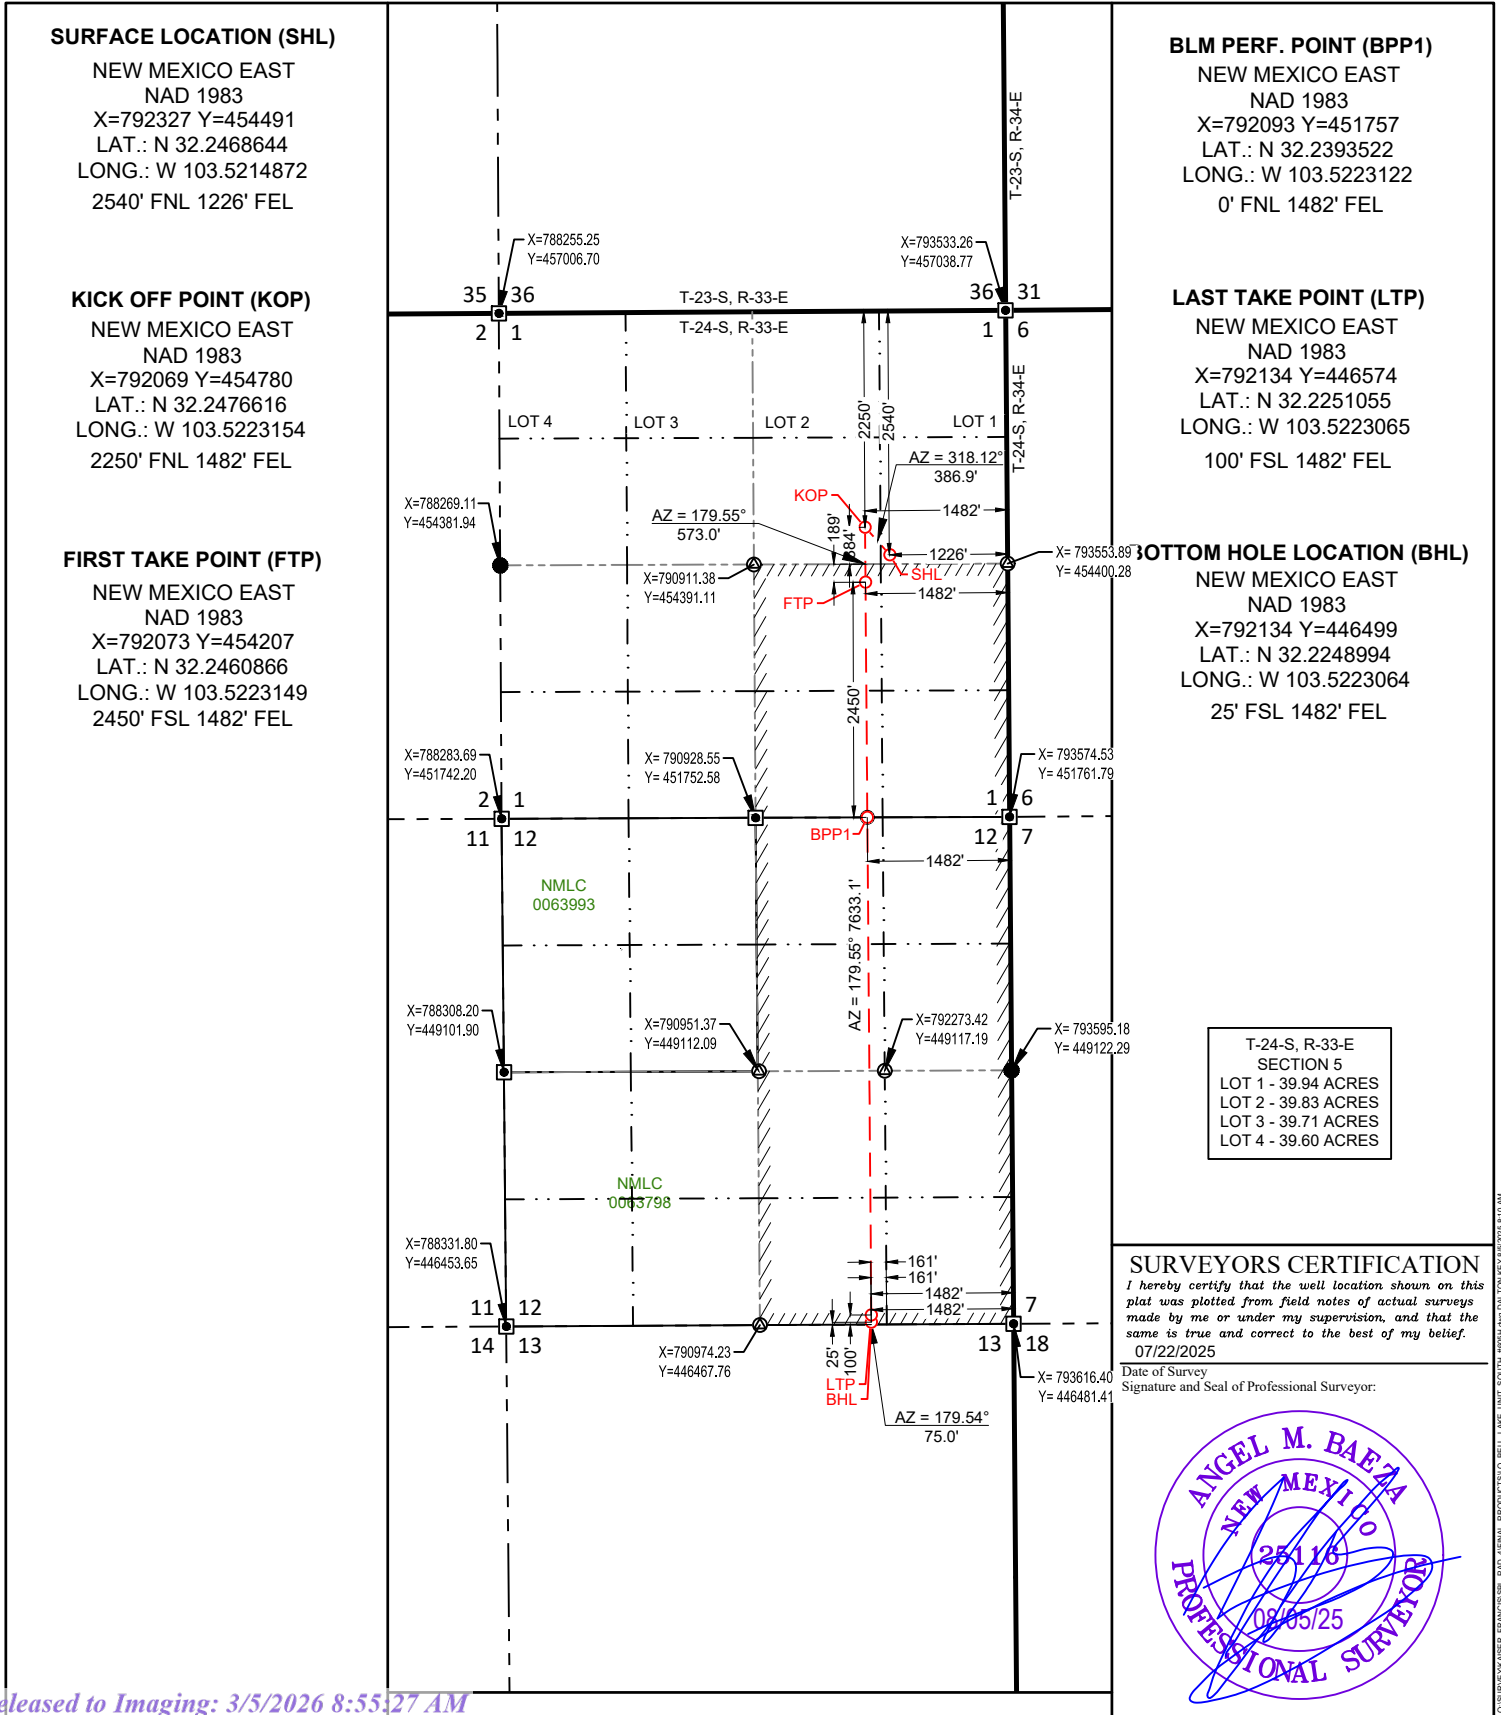 SURFACE LOCATION (SHL)
NEW MEXICO EAST
NAD 1983
X=792327 Y=454491
LAT.: N 32.2468644
LONG.: W 103.5214872
2540' FNL 1226' FEL
KICK OFF POINT (KOP)
NEW MEXICO EAST
NAD 1983
X=792069 Y=454780
LAT.: N 32.2476616
LONG.: W 103.5223154
2250' FNL 1482' FEL
FIRST TAKE POINT (FTP)
NEW MEXICO EAST
NAD 1983
X=792073 Y=454207
LAT.: N 32.2460866
LONG.: W 103.5223149
2450' FSL 1482' FEL
T-23-S, R-34-E
X=788255.25
Y=457006.70
X=793533.26
Y=457038.77
35 36
T-23-S, R-33-E
36 31
2 1
T-24-S, R-33-E
1 6
T-24-S, R-34-E
LOT 4
LOT 3
LOT 2
LOT 1
2250'
2540'
AZ = 318.12°
386.9'
KOP
1482'
X=788269.11
Y=454381.94
AZ = 179.55°
573.0'
189'
384'
1226'
X= 793553.89
Y= 454400.28
SHL
X=790911.38
Y=454391.11
FTP
1482'
2450'
X=788283.69
Y=451742.20
X= 790928.55
Y= 451752.58
X= 793574.53
Y= 451761.79
2 1
1 6
11 12
BPP1
12 7
1482'
NMLC
0063993
AZ = 179.55° 7633.1'
X=788308.20
Y=449101.90
X=790951.37
Y=449112.09
X=792273.42
Y=449117.19
X= 793595.18
Y= 449122.29
NMLC
0063798
X=788331.80
Y=446453.65
161'
161'
1482'
1482'
11 12
7
14 13
13 18
X=790974.23
Y=446467.76
25'
100'
LTP
BHL
X= 793616.40
Y= 446481.41
AZ = 179.54°
75.0'
BLM PERF. POINT (BPP1)
NEW MEXICO EAST
NAD 1983
X=792093 Y=451757
LAT.: N 32.2393522
LONG.: W 103.5223122
0' FNL 1482' FEL
LAST TAKE POINT (LTP)
NEW MEXICO EAST
NAD 1983
X=792134 Y=446574
LAT.: N 32.2251055
LONG.: W 103.5223065
100' FSL 1482' FEL
BOTTOM HOLE LOCATION (BHL)
NEW MEXICO EAST
NAD 1983
X=792134 Y=446499
LAT.: N 32.2248994
LONG.: W 103.5223064
25' FSL 1482' FEL
T-24-S, R-33-E
SECTION 5
LOT 1 - 39.94 ACRES
LOT 2 - 39.83 ACRES
LOT 3 - 39.71 ACRES
LOT 4 - 39.60 ACRES
SURVEYORS CERTIFICATION
I hereby certify that the well location shown on this
plat was plotted from field notes of actual surveys
made by me or under my supervision, and that the
same is true and correct to the best of my belief.
07/22/2025
Date of Survey
Signature and Seal of Professional Surveyor:
ANGEL M. BAEZA
NEW MEXICO
25116
08/05/25
PROFESSIONAL SURVEYOR
eleased to Imaging: 3/5/2026 8:55:27 AM